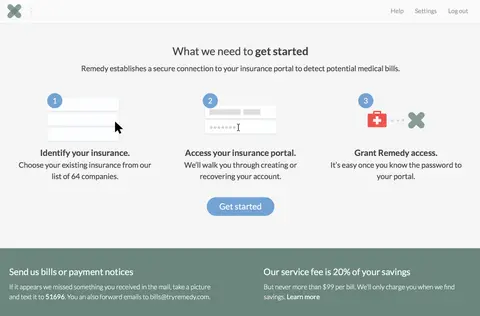 Help Settings Log out
What we need to get started
Remedy establishes a secure connection to your insurance portal to detect potential medical bills.
1 2 3
Identify your insurance.
Choose your existing insurance from our
list of 64 companies.
Access your insurance portal.
We'll walk you through creating or
recovering your account.
Grant Remedy access.
It's easy once you know the password to
your portal.
Get started
Send us bills or payment notices
If it appears we missed something you received in the mail, take a picture
and text it to 51696. You an also forward emails to bills@tryremedy.com.
Our service fee is 20% of your savings
But never more than $99 per bill. We'll only charge you when we find
savings. Learn more